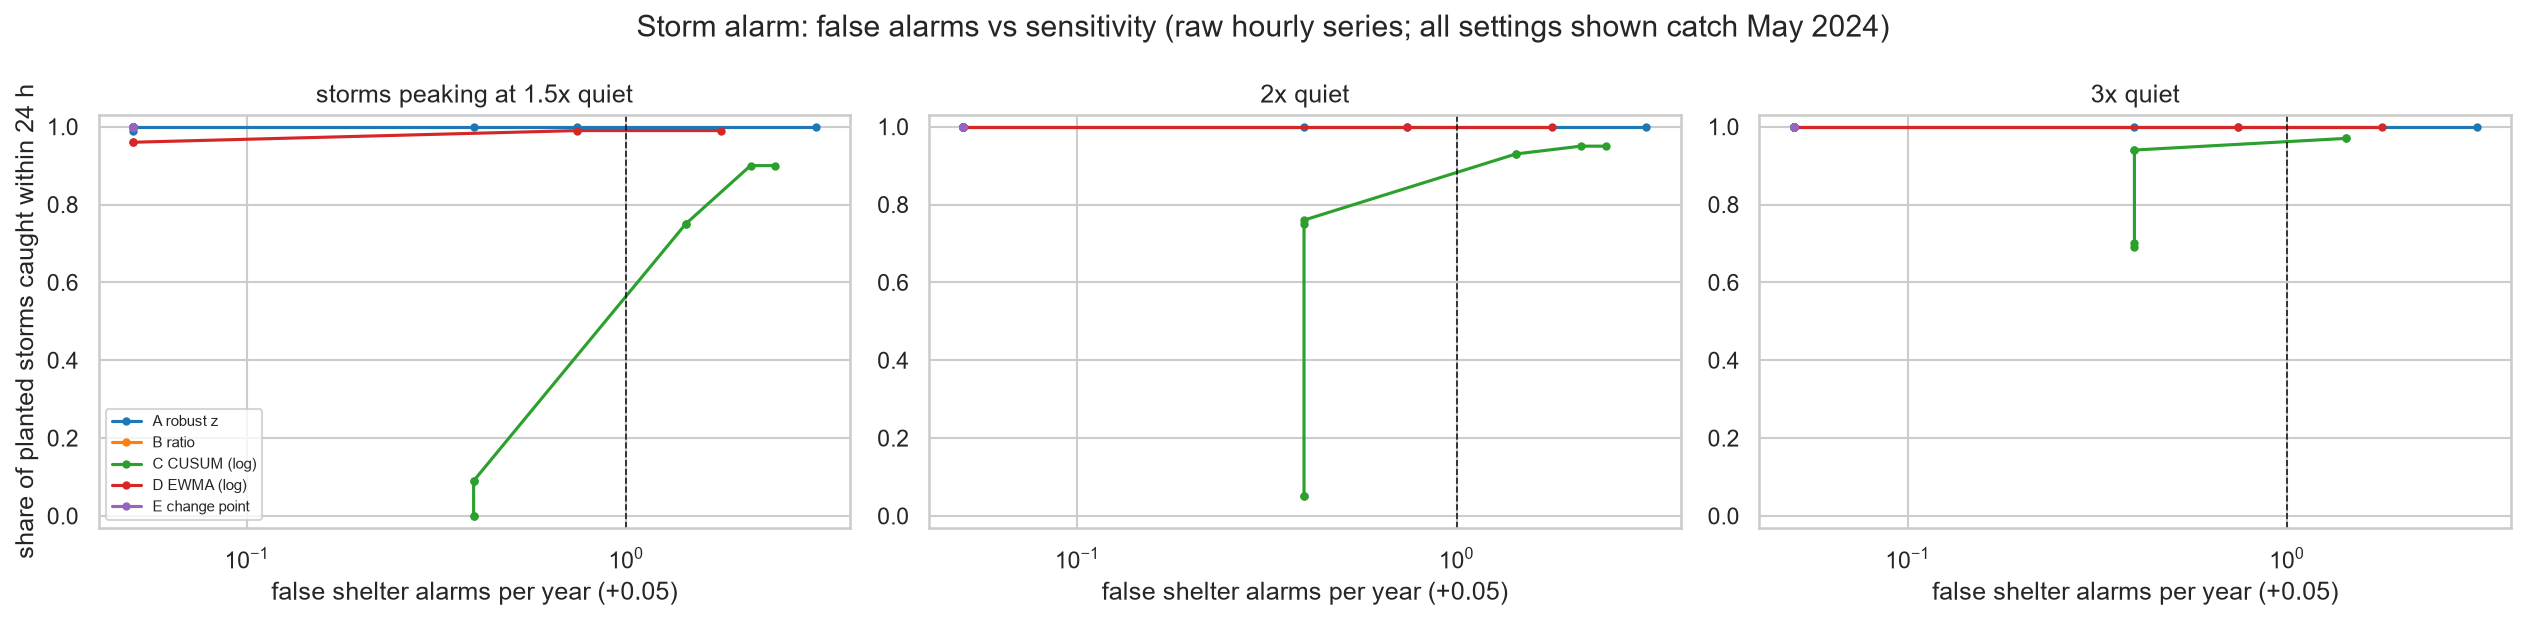 Storm alarm: false alarms vs sensitivity (raw hourly series; all settings shown catch May 2024)
share of planted storms caught within 24 h
storms peaking at 1.5x quiet
1.0
0.8
0.6
0.4
0.2
0.0
A robust z
B ratio
C CUSUM (log)
D EWMA (log)
E change point
10⁻¹
10⁰
false shelter alarms per year (+0.05)
2x quiet
1.0
0.8
0.6
0.4
0.2
0.0
10⁻¹
10⁰
false shelter alarms per year (+0.05)
3x quiet
1.0
0.8
0.6
0.4
0.2
0.0
10⁻¹
10⁰
false shelter alarms per year (+0.05)